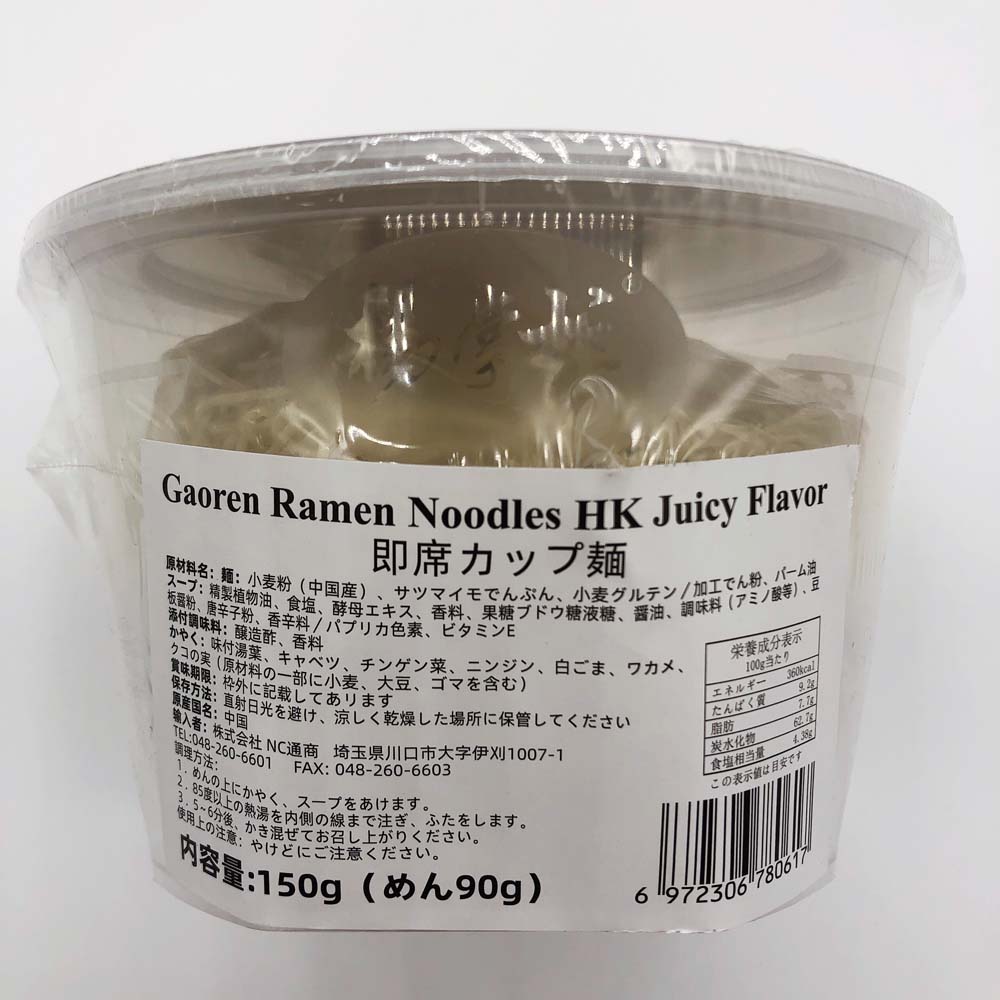 Gaoren Ramen Noodles HK Juicy Flavor
即席カップ麺
原材料名：麺：小麦粉（中国産）、サツマイモでんぷん、小麦グルテン/加工でん粉、パーム油
スープ：精製植物油、食塩、酵母エキス、香料、果糖ブドウ糖液糖、醤油、調味料（アミノ酸等）、豆
板醤粉、唐辛子粉、香辛料/パプリカ色素、ビタミンE
添付調味料：醸造酢、香料
かやく：味付湯葉、キャベツ、チンゲン菜、ニンジン、白ごま、ワカメ、
クコの実（原材料の一部に小麦、大豆、ゴマを含む）
賞味期限：枠外に記載してあリます
保存方法：直射日光を避け、涼しく乾燥した場所に保管してください
原産国名：中国
輸入者：株式会社 NC通商 埼玉県川口市大字伊刈1007-1
TEL:048-260-6601 FAX: 048-260-6603
調理方法：
1．めんの上にかやく、スープをあけます。
2．85度以上の熱湯を内側の線まで注ぎ、ふたをします。
3．5~6分後、かき混ぜてお召し上がりください。
使用上の注意：やけどにご注意ください。
内容量:150g（めん90g）
栄養成分表示
100g当たり
エネルギー 360kcal
たんぱく質 9.2g
脂肪 7.7g
炭水化物 62.7g
食塩相当量 4.38g
この表示値は目安です
6 972306 780617